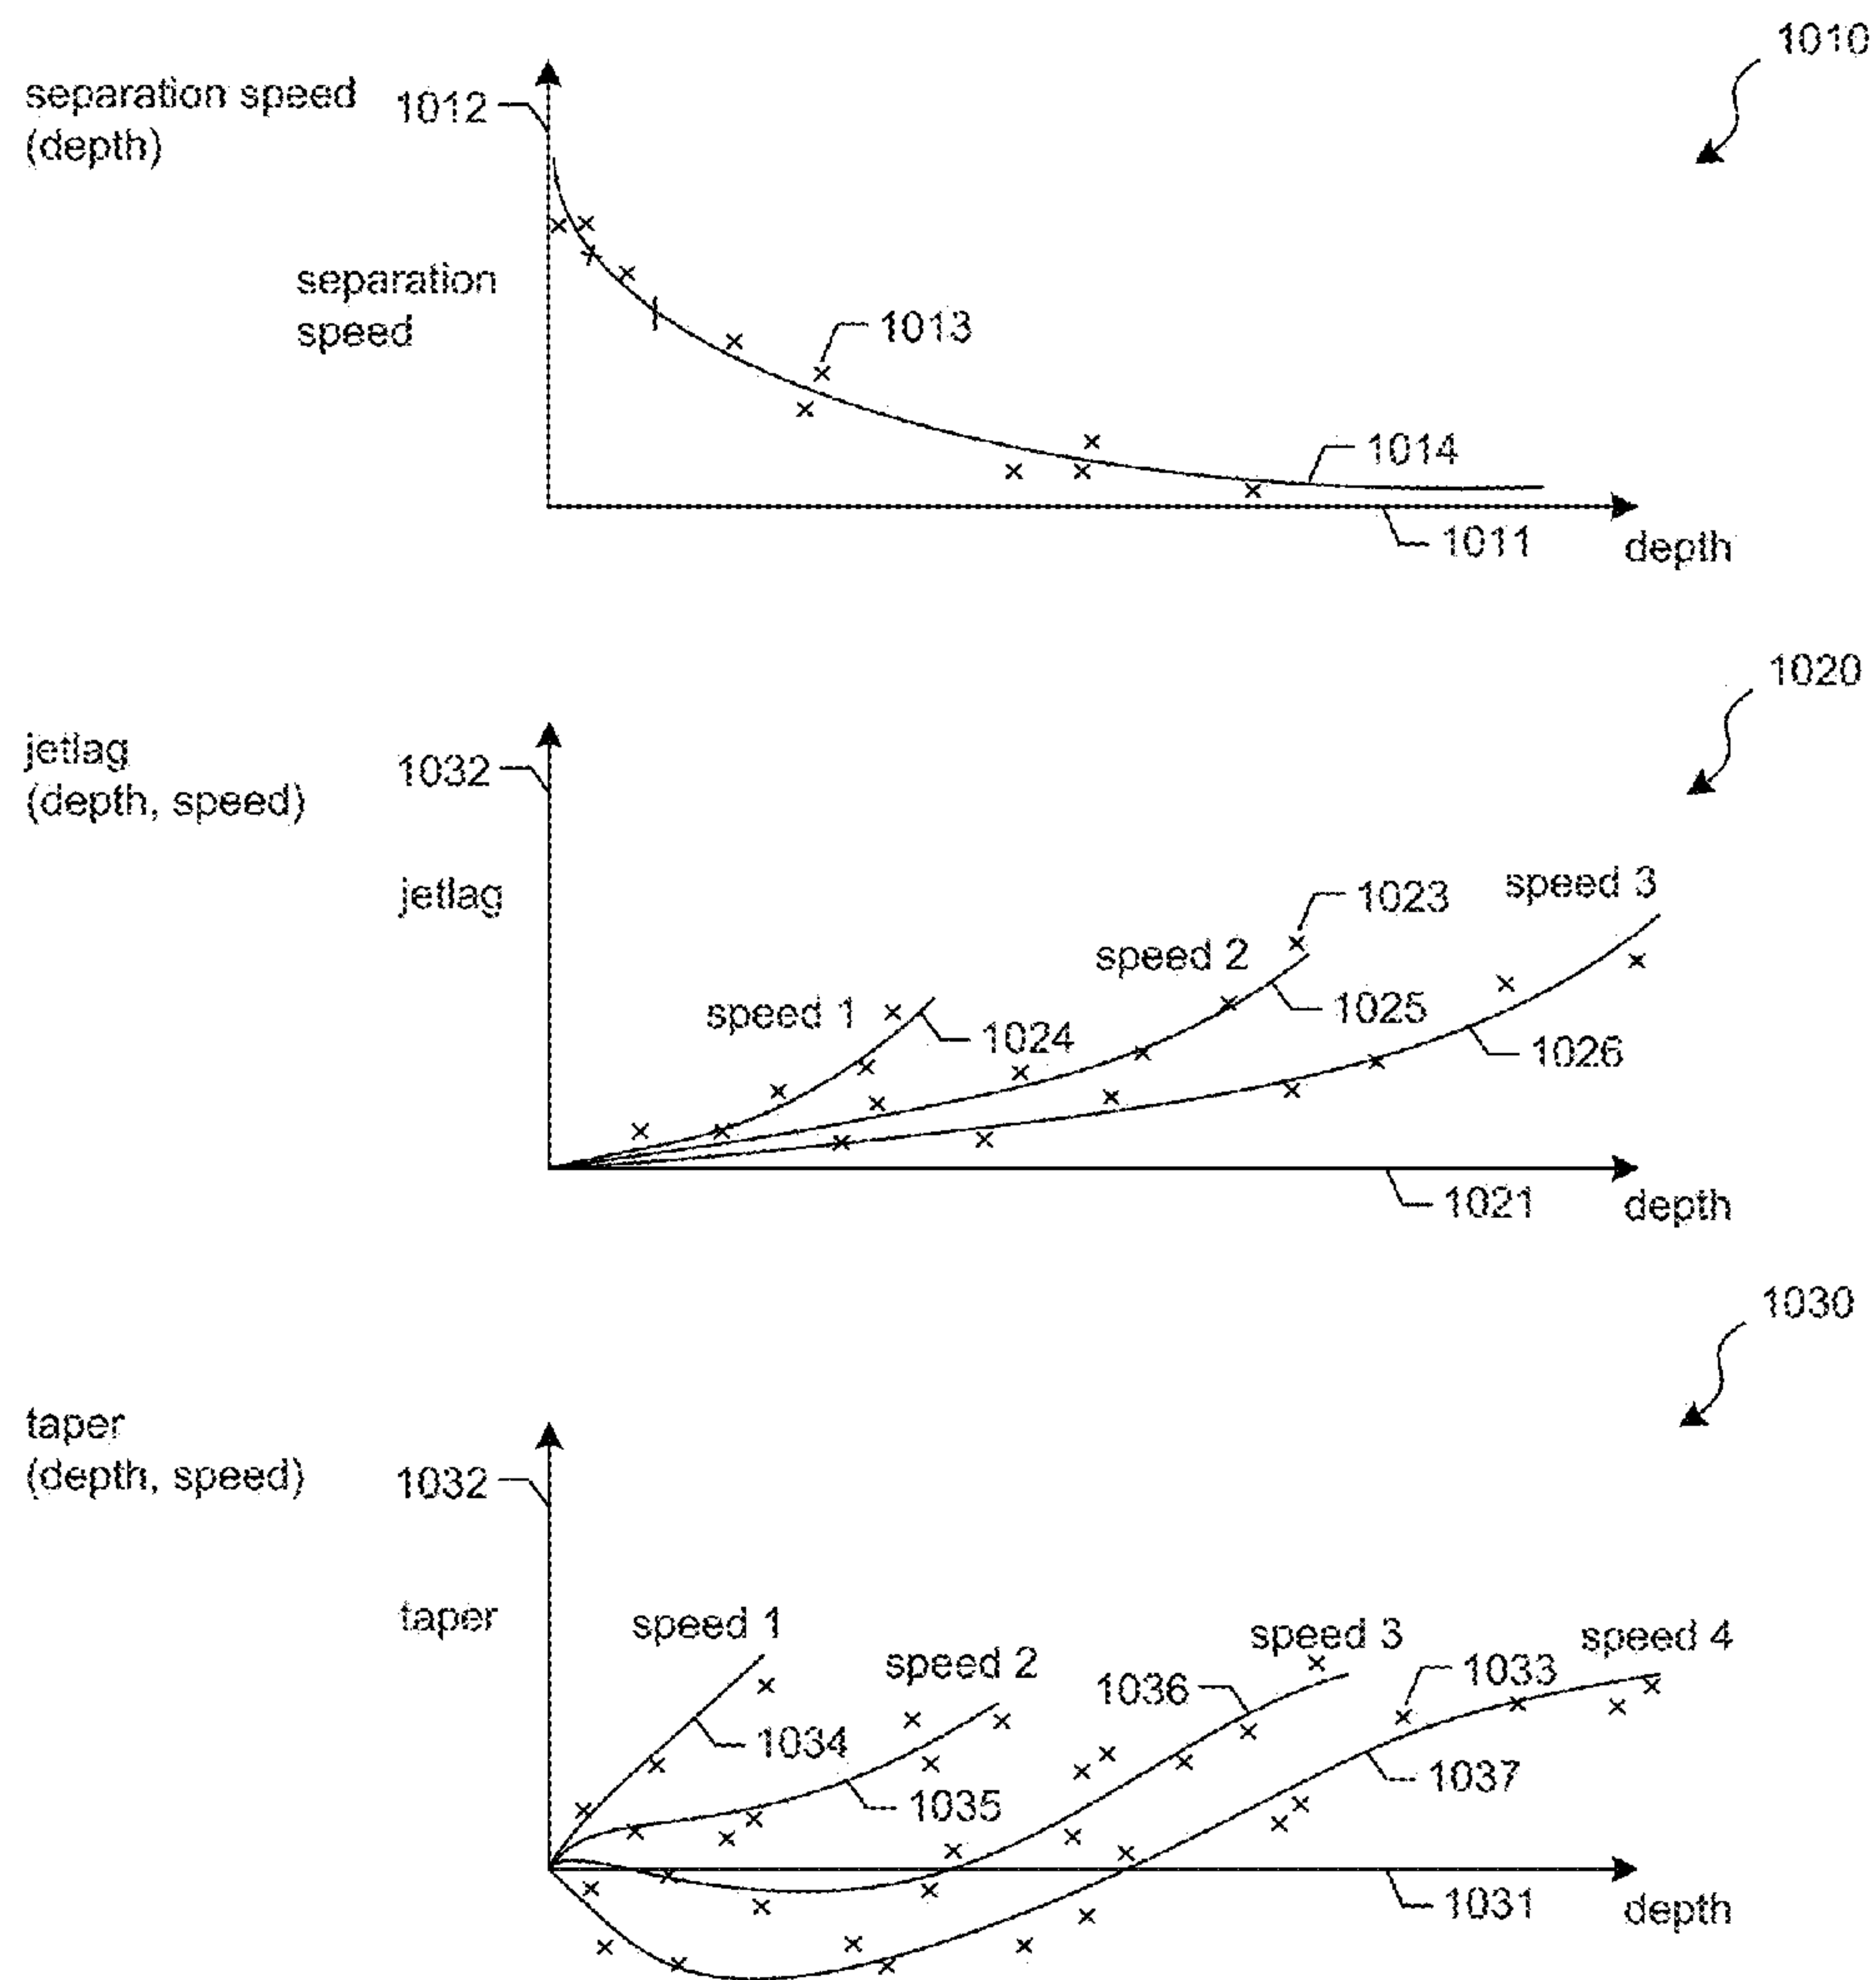 1010
separation speed
(depth)
1012
separation
speed
1013
1014
1011
depth
1020
jetlag
(depth, speed)
1032
jetlag
speed 1
speed 2
speed 3
1023
1024
1025
1026
1021
depth
1030
taper
(depth, speed)
1032
taper
speed 1
speed 2
speed 3
speed 4
1033
1034
1035
1036
1037
1031
depth